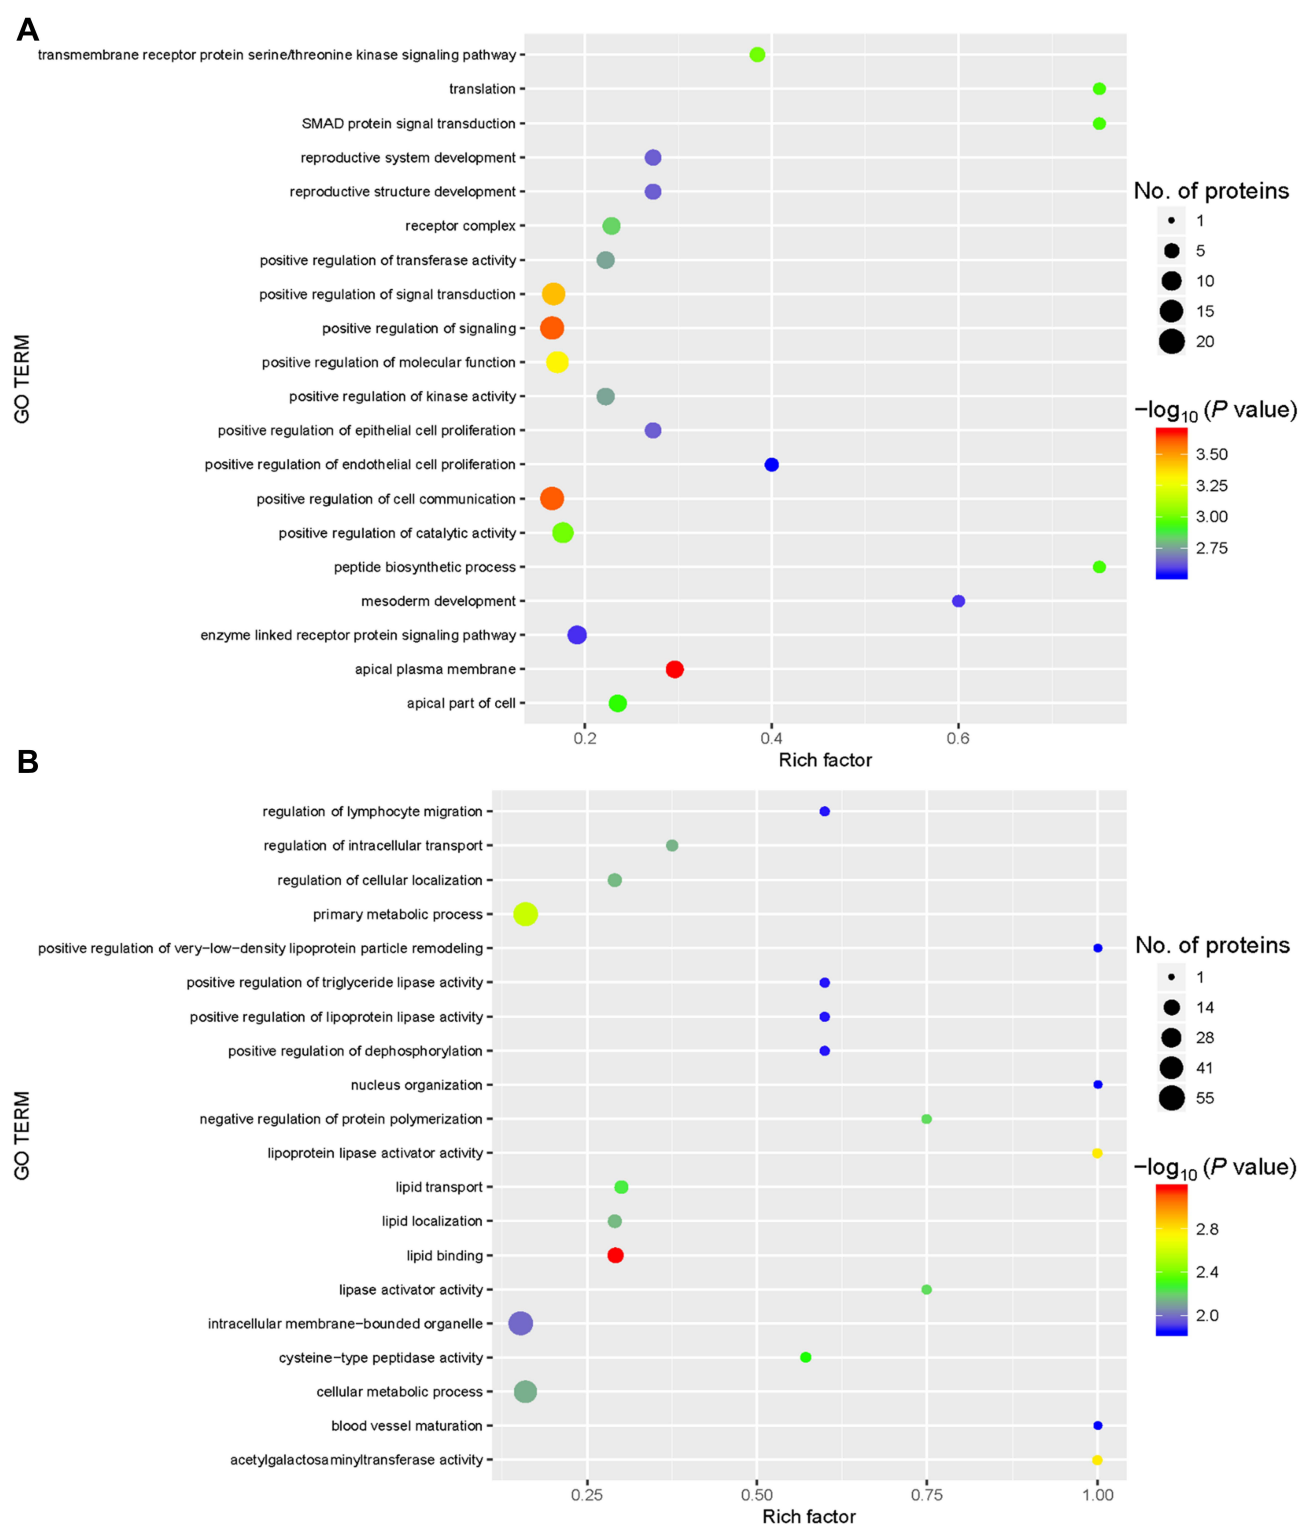 A
transmembrane receptor protein serine/threonine kinase signaling pathway
translation
SMAD protein signal transduction
reproductive system development
reproductive structure development
receptor complex
positive regulation of transferase activity
positive regulation of signal transduction
positive regulation of signaling
positive regulation of molecular function
positive regulation of kinase activity
positive regulation of epithelial cell proliferation
positive regulation of endothelial cell proliferation
positive regulation of cell communication
positive regulation of catalytic activity
peptide biosynthetic process
mesoderm development
enzyme linked receptor protein signaling pathway
apical plasma membrane
apical part of cell
GO TERM
0.2 0.4 0.6
Rich factor
No. of proteins
1
5
10
15
20
−log10 (P value)
3.50
3.25
3.00
2.75
B
regulation of lymphocyte migration
regulation of intracellular transport
regulation of cellular localization
primary metabolic process
positive regulation of very−low−density lipoprotein particle remodeling
positive regulation of triglyceride lipase activity
positive regulation of lipoprotein lipase activity
positive regulation of dephosphorylation
nucleus organization
negative regulation of protein polymerization
lipoprotein lipase activator activity
lipid transport
lipid localization
lipid binding
lipase activator activity
intracellular membrane−bounded organelle
cysteine−type peptidase activity
cellular metabolic process
blood vessel maturation
acetylgalactosaminyltransferase activity
GO TERM
0.25 0.50 0.75 1.00
Rich factor
No. of proteins
1
14
28
41
55
−log10 (P value)
2.8
2.4
2.0